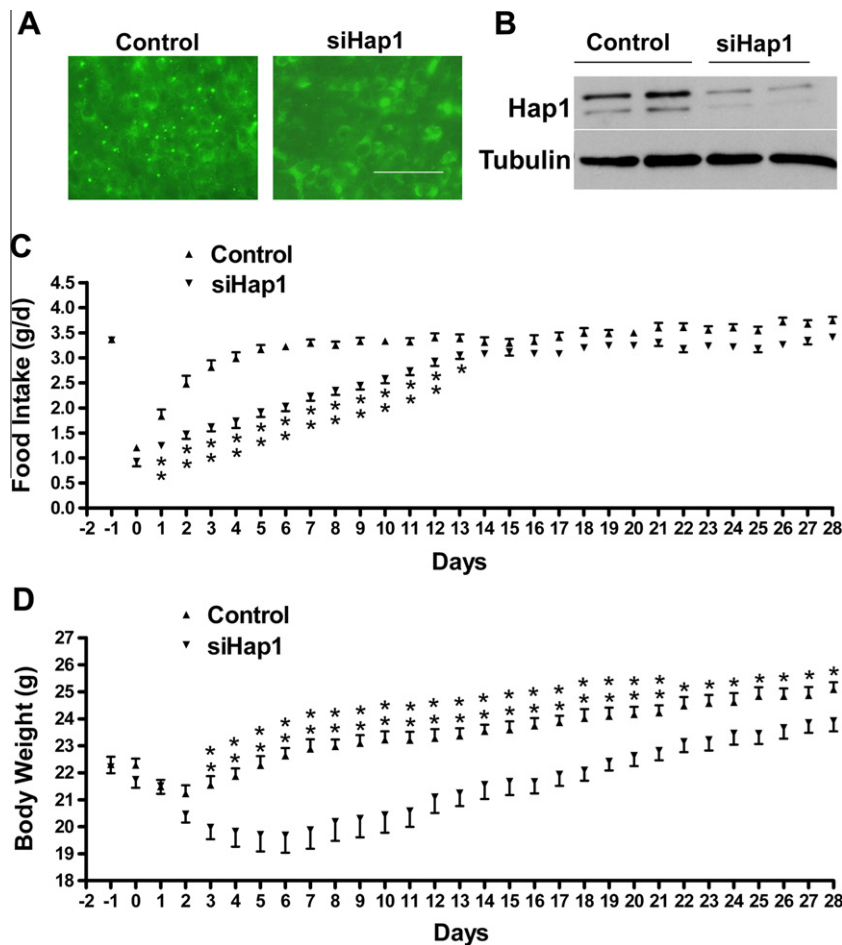 A
Control
siHap1
B
Control siHap1
Hap1
Tubulin
C
Control
siHap1
Food Intake (g/d)
4.5
4.0
3.5
3.0
2.5
2.0
1.5
1.0
0.5
0.0
* * * * * * * * * * * * *
* * * * * * * * * * * *
-2 -1 0 1 2 3 4 5 6 7 8 9 10 11 12 13 14 15 16 17 18 19 20 21 22 23 24 25 26 27 28
Days
D
Control
siHap1
Body Weight (g)
27
26
25
24
23
22
21
20
19
18
* * * * * * * * * * * * * * * * * * * * * * * * * *
* * * * * * * * * * * * * * * * * * *
-2 -1 0 1 2 3 4 5 6 7 8 9 10 11 12 13 14 15 16 17 18 19 20 21 22 23 24 25 26 27 28
Days